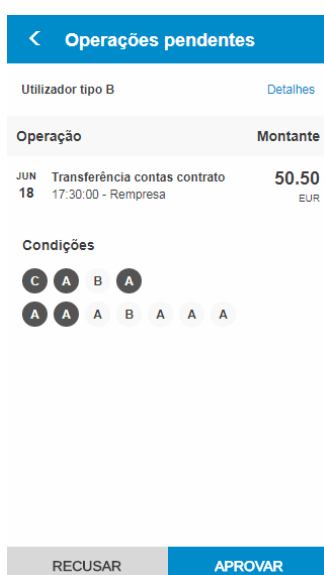 Operações pendentes
Utilizador tipo B Detalhes
Operação Montante
JUN 18 Transferência contas contrato 50.50
17:30:00 - Rempresa EUR
Condições
C A B A
A A A B A A A
RECUSAR APROVAR